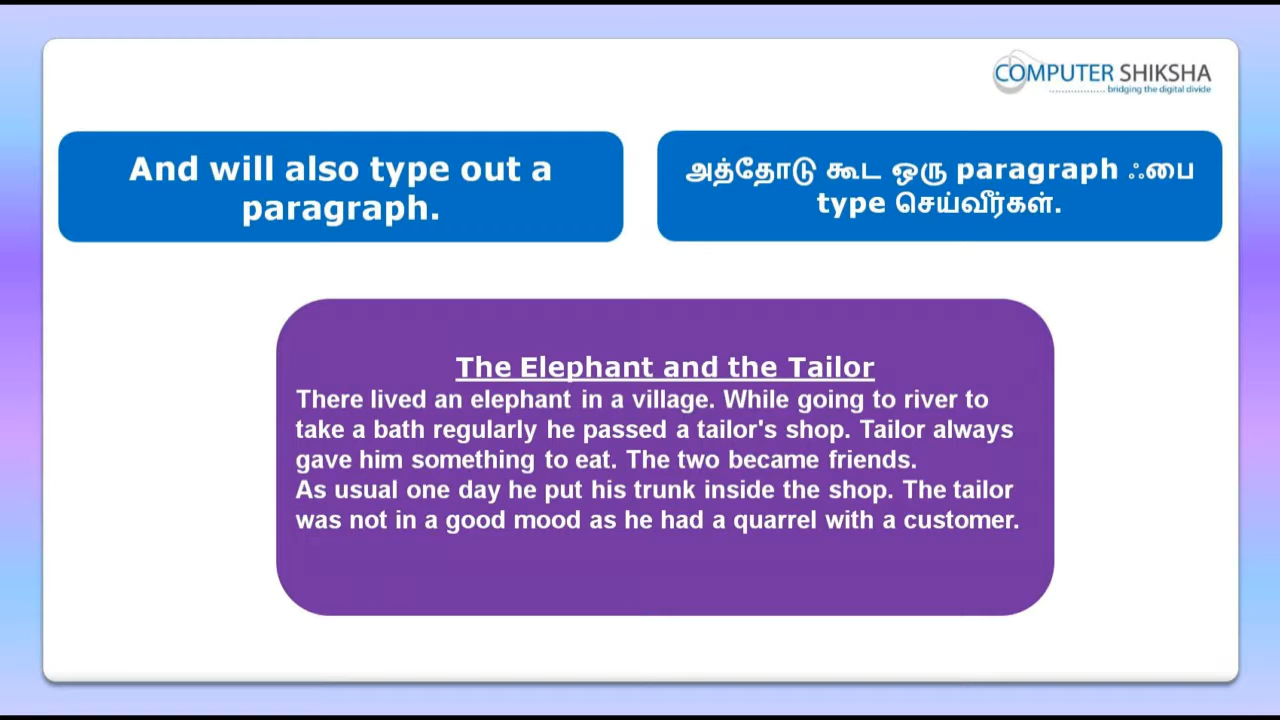 COMPUTER SHIKSHA
bridging the digital divide
And will also type out a
paragraph.
அத்தோடு கூட ஒரு paragraph ஃபை
type செய்வீர்கள்.
The Elephant and the Tailor
There lived an elephant in a village. While going to river to
take a bath regularly he passed a tailor's shop. Tailor always
gave him something to eat. The two became friends.
As usual one day he put his trunk inside the shop. The tailor
was not in a good mood as he had a quarrel with a customer.